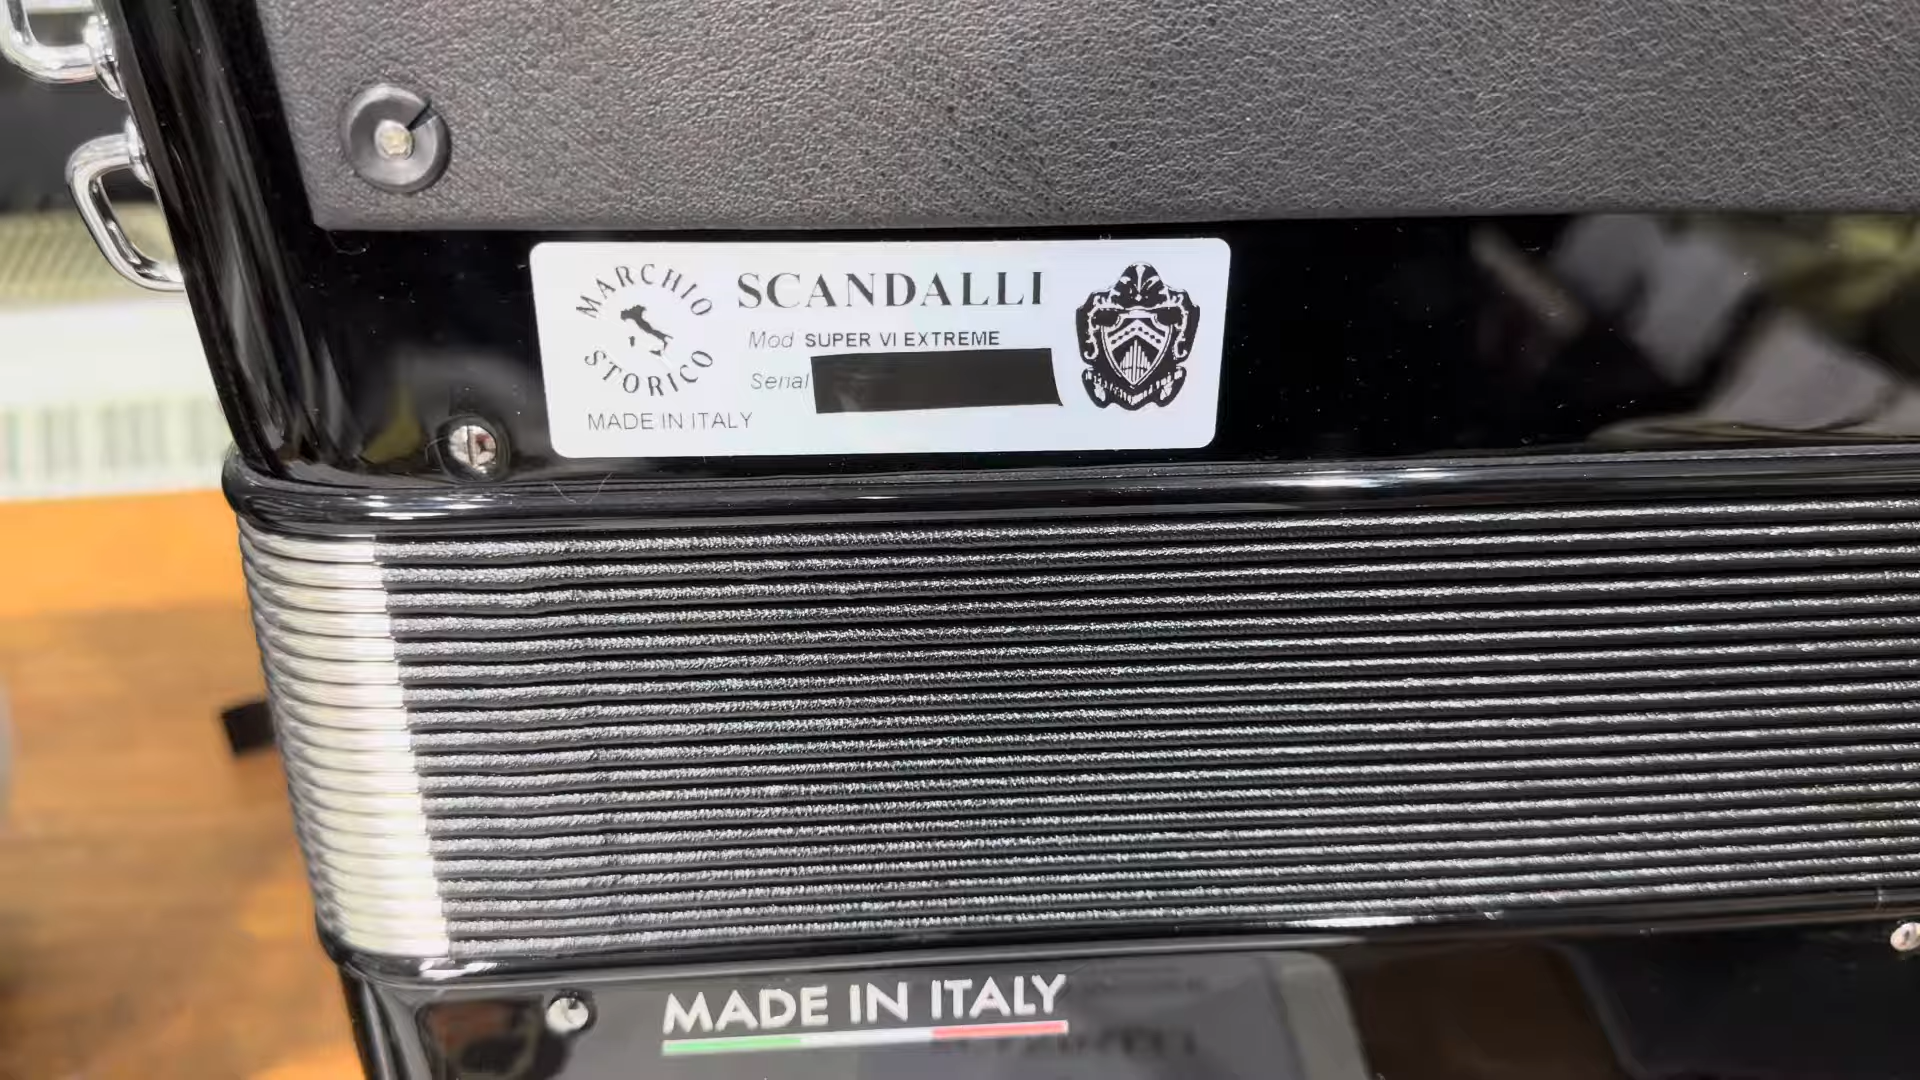 MARCHIO
STORICO
MADE IN ITALY
SCANDALLI
Mod SUPER VI EXTREME
Serial
MADE IN ITALY